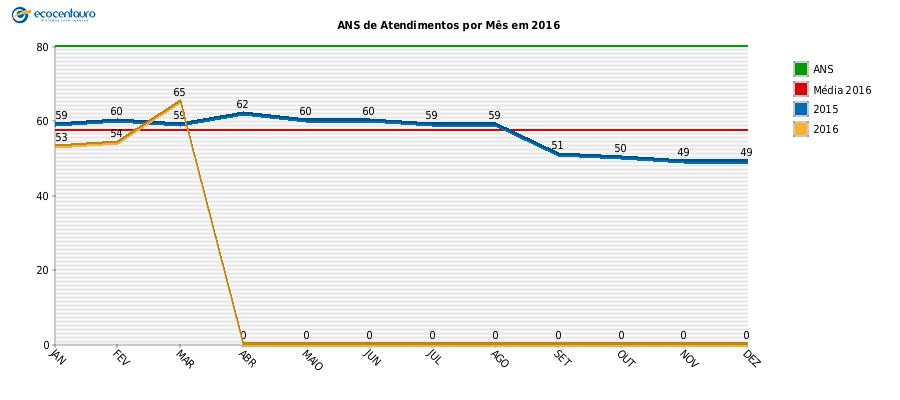 ecocentauro
ANS de Atendimentos por Mês em 2016
80
60
40
20
0
59 60 59 62 60 60 59 59 51 50 49 49
53 54 65 0 0 0 0 0 0 0 0 0
JAN FEV MAR ABR MAIO JUN JUL AGO SET OUT NOV DEZ
ANS
Média 2016
2015
2016